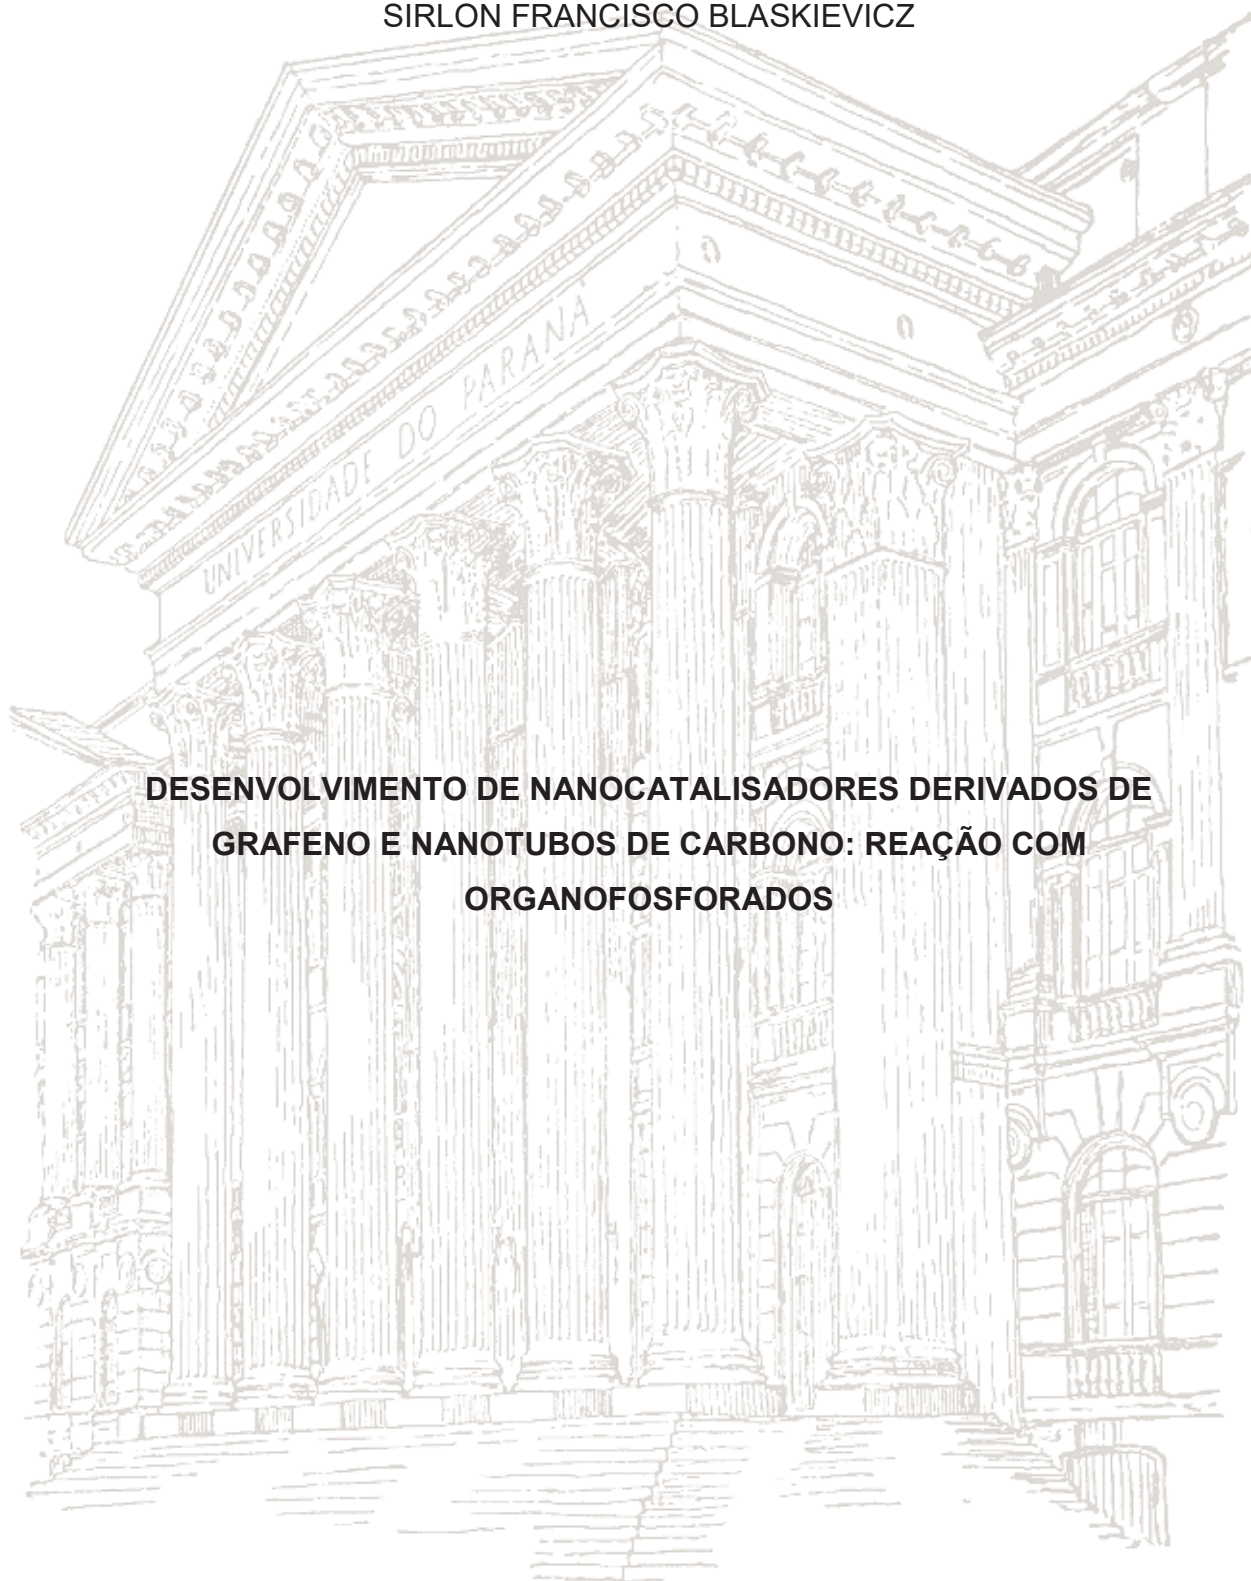 SIRLON FRANCISCO BLASKIEVICZ
UNIVERSIDADE DO PARANÁ
DESENVOLVIMENTO DE NANOCATALISADORES DERIVADOS DE
GRAFENO E NANOTUBOS DE CARBONO: REAÇÃO COM
ORGANOFOSFORADOS